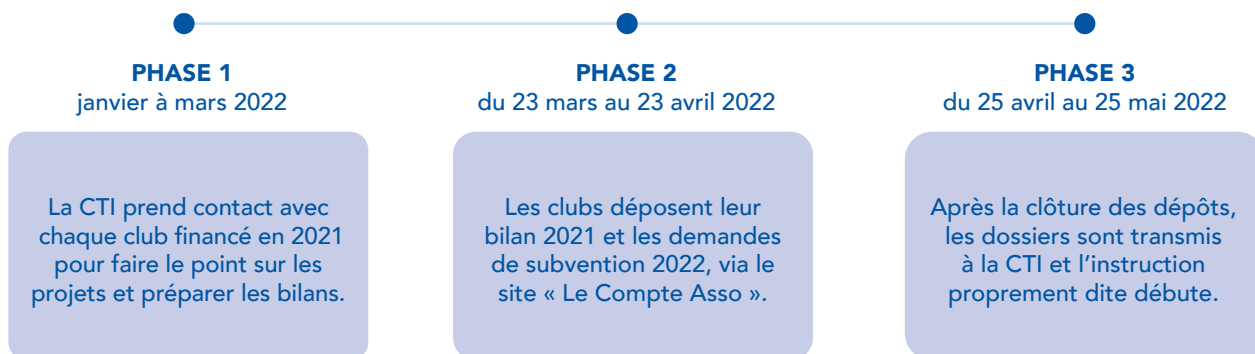 PHASE 1
janvier à mars 2022
La CTI prend contact avec
chaque club financé en 2021
pour faire le point sur les
projets et préparer les bilans.
PHASE 2
du 23 mars au 23 avril 2022
Les clubs déposent leur
bilan 2021 et les demandes
de subvention 2022, via le
site « Le Compte Asso ».
PHASE 3
du 25 avril au 25 mai 2022
Après la clôture des dépôts,
les dossiers sont transmis
à la CTI et l’instruction
proprement dite débute.